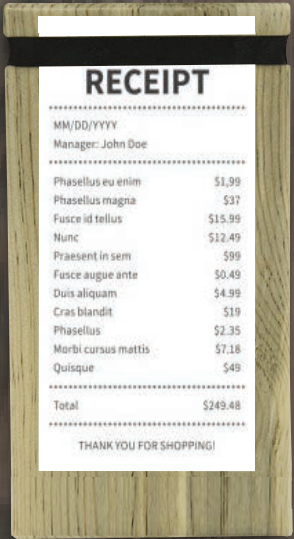 RECEIPT
MM/DD/YYYY
Manager: John Doe
Phasellus eu enim $1,99
Phasellus magna $37
Fusce id tellus $15.99
Nunc $12.49
Praesent in sem $99
Fusce augue ante $0.49
Duis aliquam $4.99
Cras blandit $19
Phasellus $2.35
Morbi cursus mattis $7,18
Quisque $49
Total $249.48
THANK YOU FOR SHOPPING!